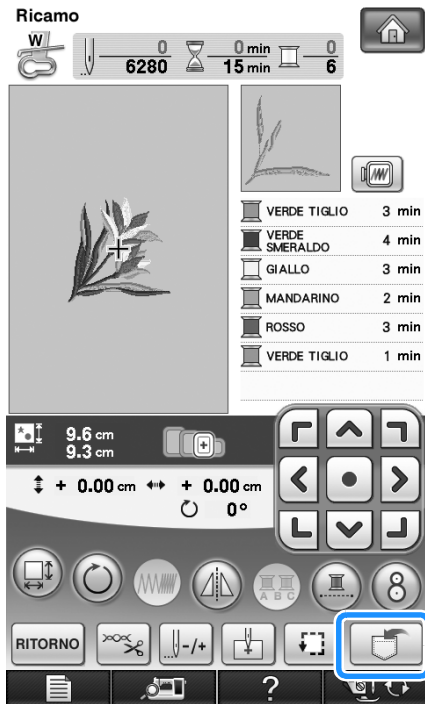 Ricamo
W
0 0 min 0
6280 15 min 6
VERDE TIGLIO 3 min
VERDE SMERALDO 4 min
GIALLO 3 min
MANDARINO 2 min
ROSSO 3 min
VERDE TIGLIO 1 min
9.6 cm
9.3 cm
+ 0.00 cm + 0.00 cm
0°
A B C
8
RITORNO
-/+
?